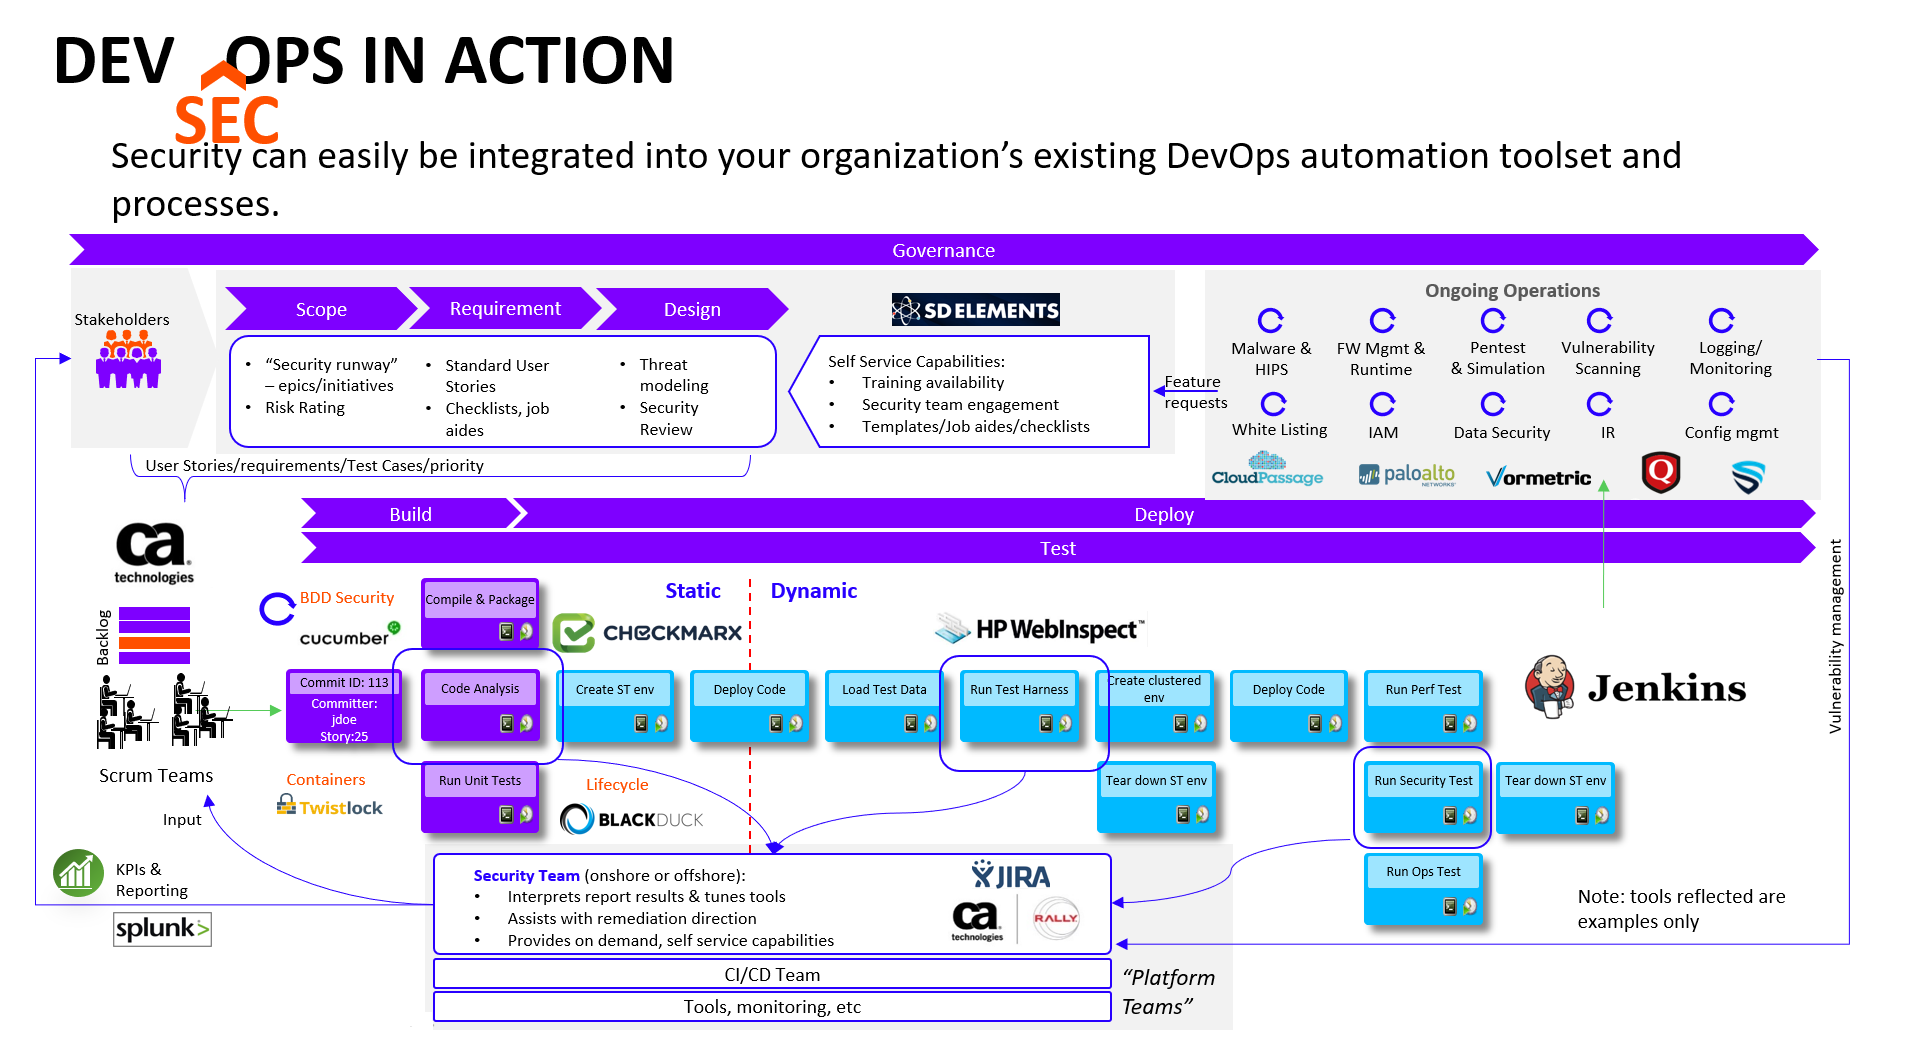 DEV OPS IN ACTION
SEC
Security can easily be integrated into your organization’s existing DevOps automation toolset and
processes.
Governance
Stakeholders
Scope
Requirement
Design
• “Security runway”
– epics/initiatives
• Risk Rating
• Standard User
Stories
• Checklists, job
aides
• Threat
modeling
• Security
Review
SD ELEMENTS
Self Service Capabilities:
• Training availability
• Security team engagement
• Templates/Job aides/checklists
Feature
requests
Ongoing Operations
Malware &
HIPS
FW Mgmt &
Runtime
Pentest
& Simulation
Vulnerability
Scanning
Logging/
Monitoring
White Listing
IAM
Data Security
IR
Config mgmt
CloudPassage
paloalto
NETWORKS
Vormetric
Q
User Stories/requirements/Test Cases/priority
Build
Deploy
Test
ca
technologies
Backlog
Scrum Teams
Input
BDD Security
cucumber
Static
Dynamic
Compile & Package
CHECKMARX
HP WebInspect™
Commit ID: 113
Committer:
jdoe
Story:25
Code Analysis
Create ST env
Deploy Code
Load Test Data
Run Test Harness
Create clustered
env
Deploy Code
Run Perf Test
Jenkins
Vulnerability management
Containers
Twistlock
Run Unit Tests
Lifecycle
BLACKDUCK
Tear down ST env
Run Security Test
Tear down ST env
Run Ops Test
KPIs &
Reporting
splunk>
Security Team (onshore or offshore):
• Interprets report results & tunes tools
• Assists with remediation direction
• Provides on demand, self service capabilities
JIRA
ca
technologies
RALLY
CI/CD Team
Tools, monitoring, etc
“Platform
Teams”
Note: tools reflected are
examples only